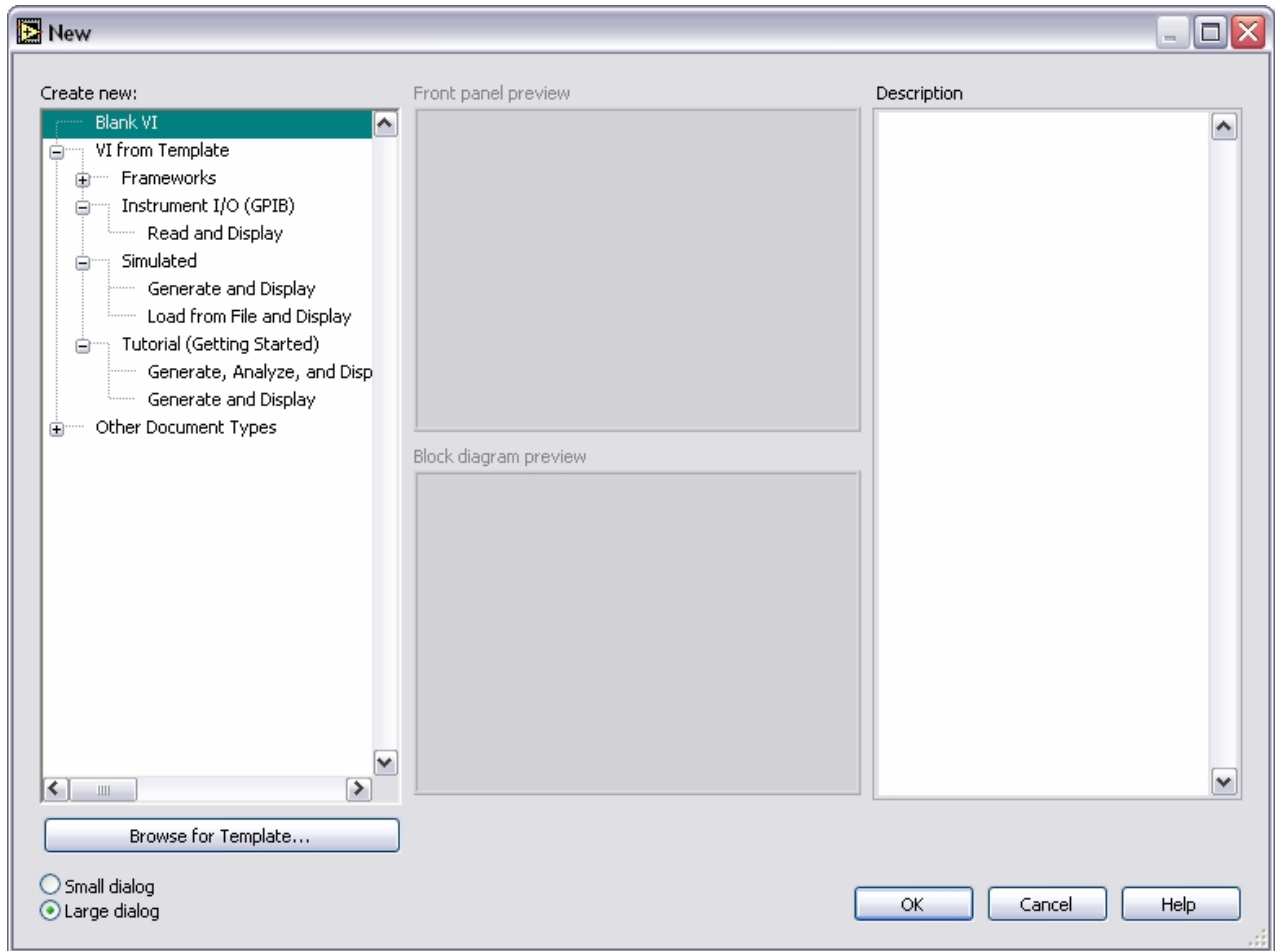 New
Create new:
Blank VI
VI from Template
Frameworks
Instrument I/O (GPIB)
Read and Display
Simulated
Generate and Display
Load from File and Display
Tutorial (Getting Started)
Generate, Analyze, and Disp
Generate and Display
Other Document Types
Browse for Template...
Small dialog
Large dialog
Front panel preview
Block diagram preview
Description
OK
Cancel
Help